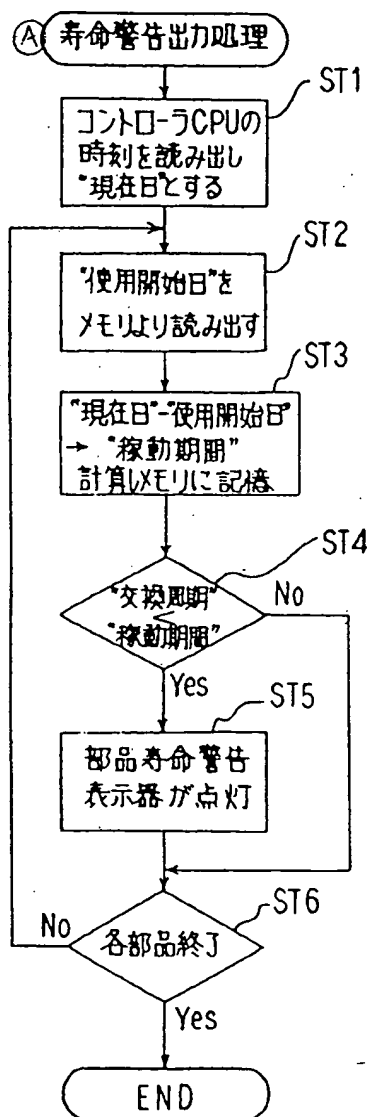 Ⓐ 寿命警告出力処理
ST1
コントローラCPUの
時刻を読み出し
"現在日"とする
ST2
"使用開始日"を
メモリより読み出す
ST3
"現在日"-"使用開始日"
→ "稼動期間"
計算しメモリに記憶
ST4
"交換周期"
<
"稼動期間"
No
Yes
ST5
部品寿命警告
表示器が点灯
ST6
No
各部品終了
Yes
END